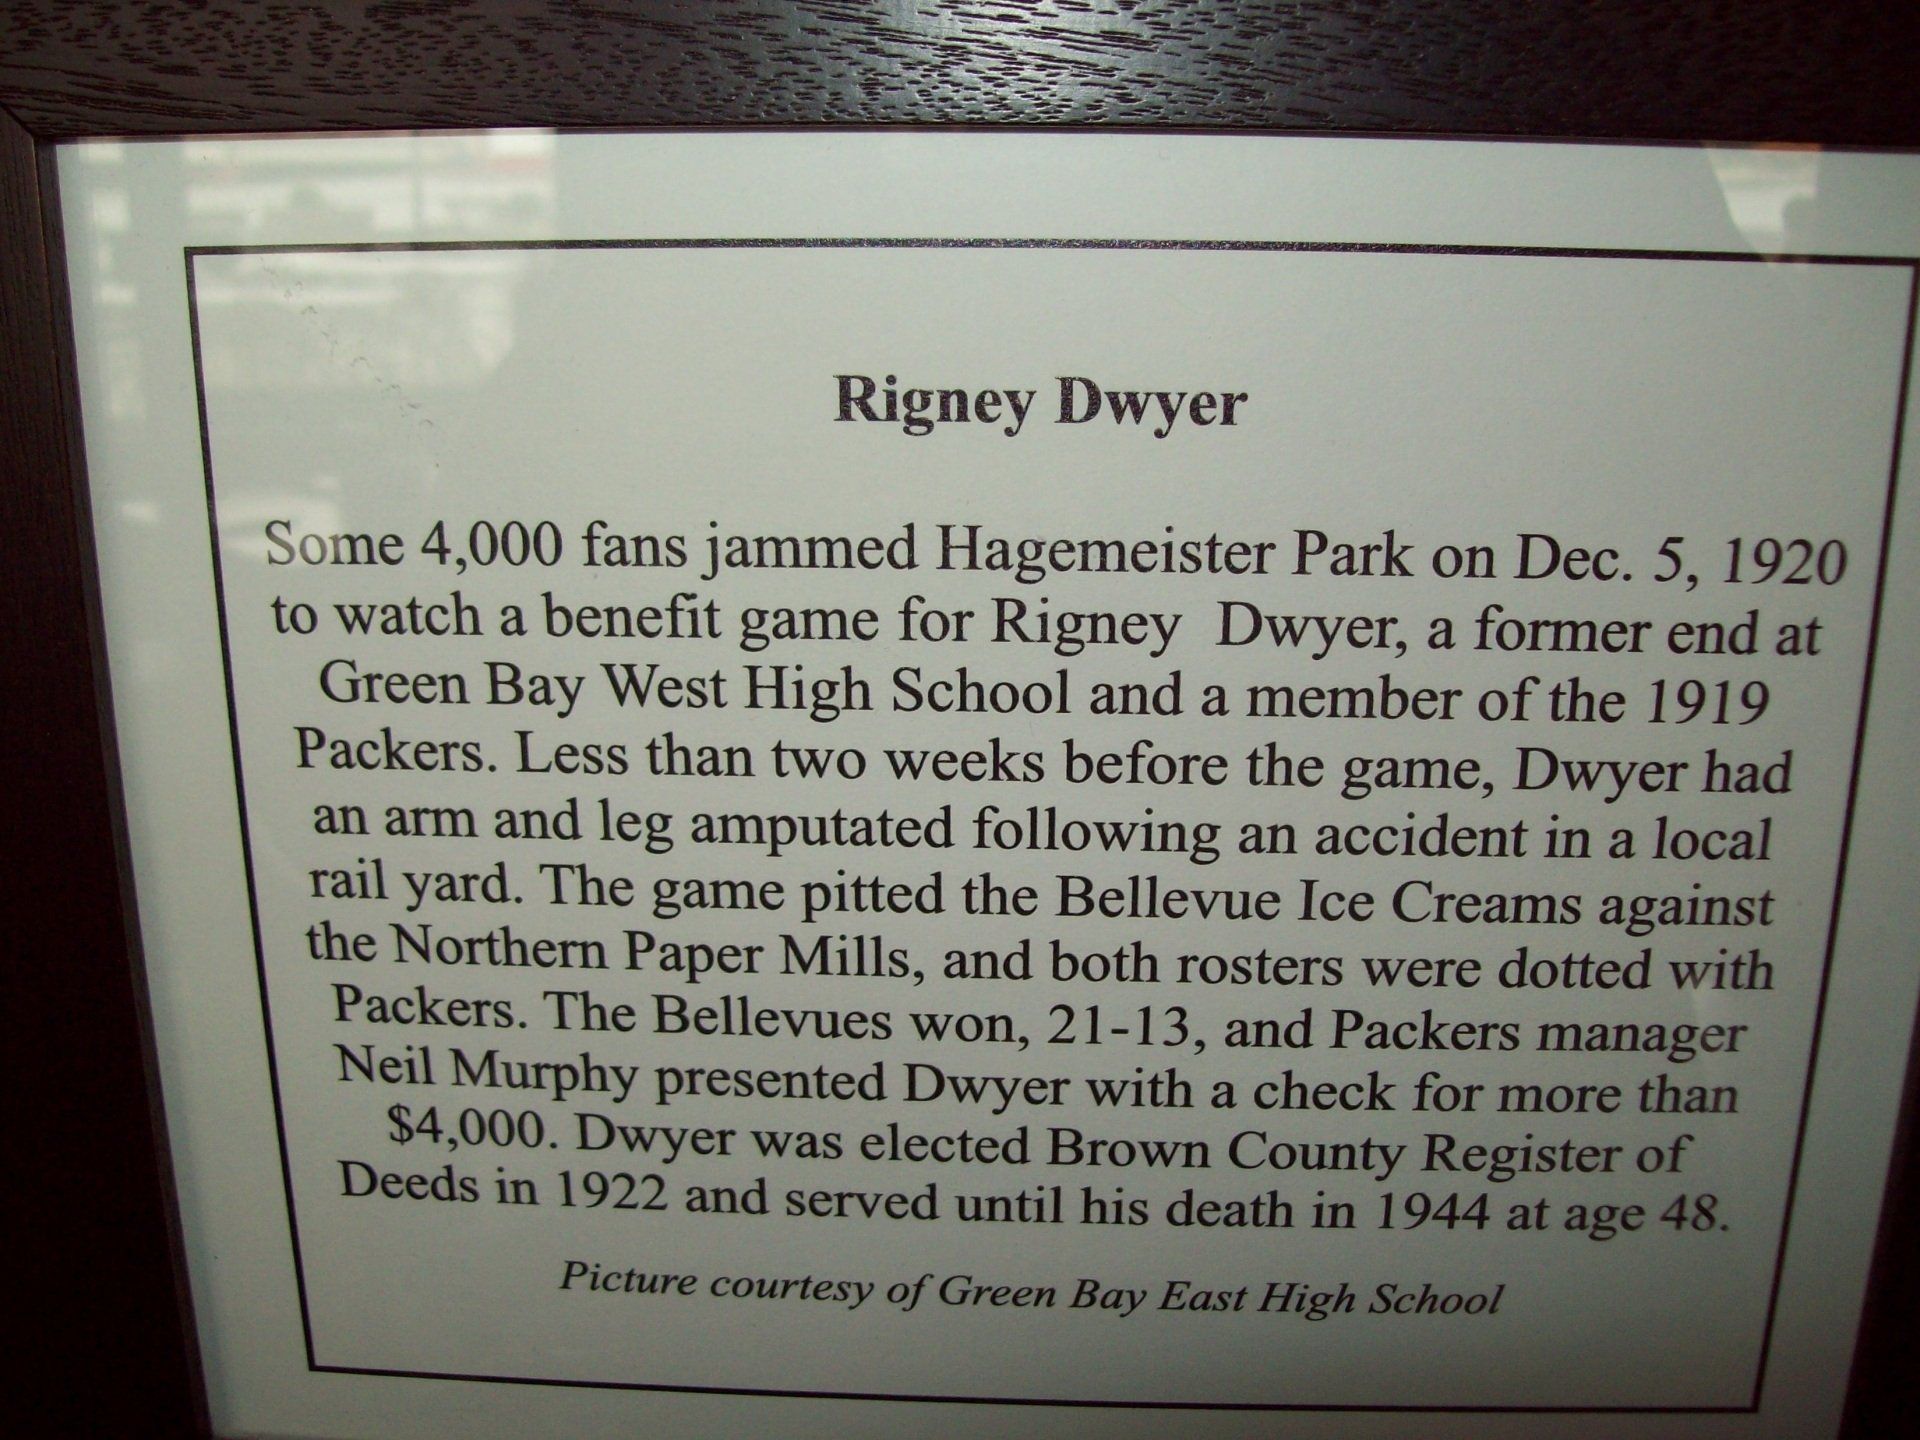 Rigney Dwyer
Some 4,000 fans jammed Hagemeister Park on Dec. 5, 1920
to watch a benefit game for Rigney Dwyer, a former end at
Green Bay West High School and a member of the 1919
Packers. Less than two weeks before the game, Dwyer had
an arm and leg amputated following an accident in a local
rail yard. The game pitted the Bellevue Ice Creams against
the Northern Paper Mills, and both rosters were dotted with
Packers. The Bellevues won, 21-13, and Packers manager
Neil Murphy presented Dwyer with a check for more than
$4,000. Dwyer was elected Brown County Register of
Deeds in 1922 and served until his death in 1944 at age 48.
Picture courtesy of Green Bay East High School